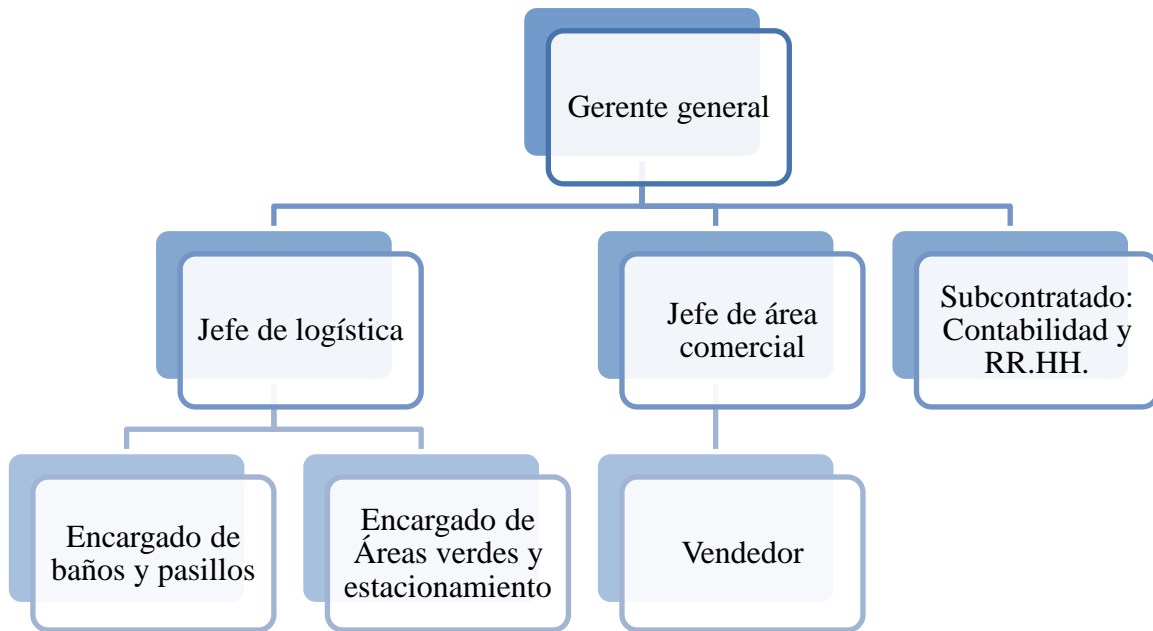 Gerente general
Jefe de logística
Jefe de área
comercial
Subcontratado:
Contabilidad y
RR.HH.
Encargado de
baños y pasillos
Encargado de
Áreas verdes y
estacionamiento
Vendedor